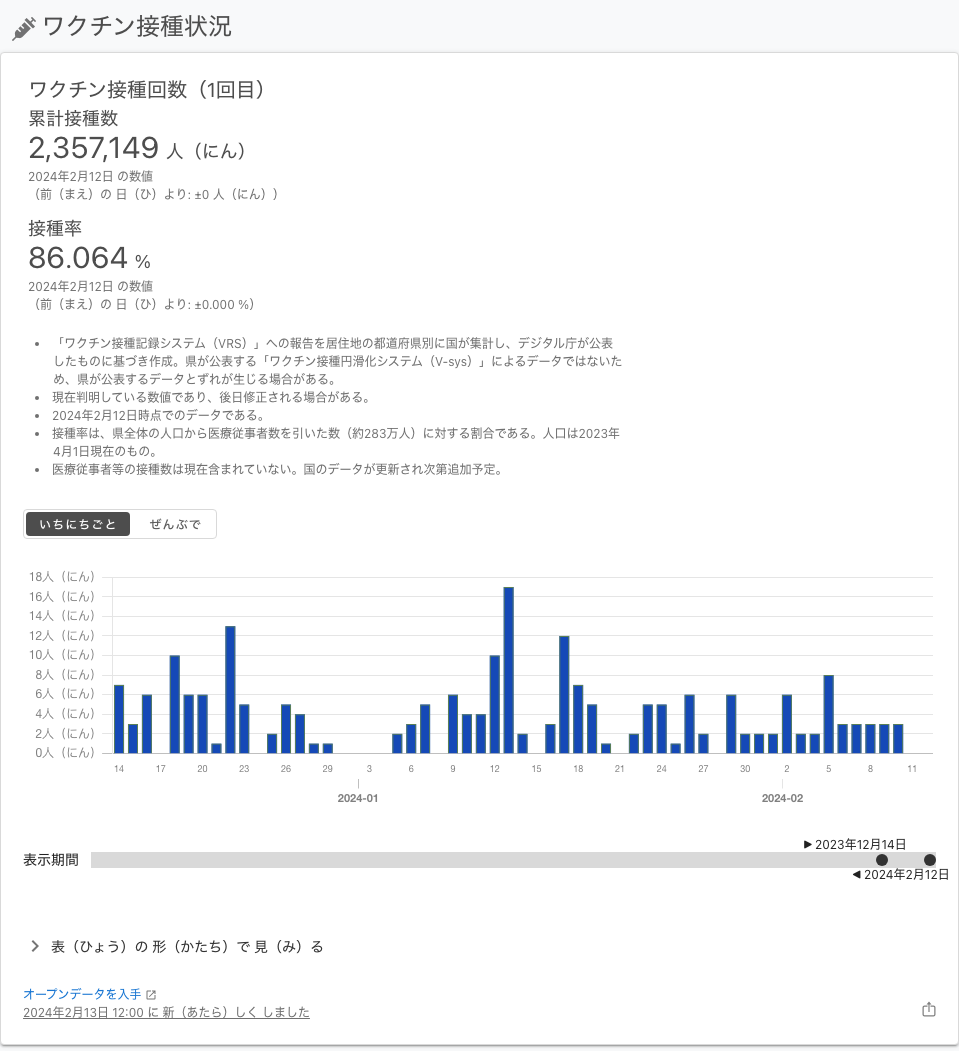 ワクチン接種状況
ワクチン接種回数（1回目）
累計接種数
2,357,149 人（にん）
2024年2月12日 の数値
（前（まえ）の 日（ひ）より: ±0 人（にん））
接種率
86.064 %
2024年2月12日 の数値
（前（まえ）の 日（ひ）より: ±0.000 %）
• 「ワクチン接種記録システム（VRS）」への報告を居住地の都道府県別に国が集計し、デジタル庁が公表
したものに基づき作成。県が公表する「ワクチン接種円滑化システム（V-sys）」によるデータではないた
め、県が公表するデータとずれが生じる場合がある。
• 現在判明している数値であり、後日修正される場合がある。
• 2024年2月12日時点でのデータである。
• 接種率は、県全体の人口から医療従事者数を引いた数（約283万人）に対する割合である。人口は2023年
4月1日現在のもの。
• 医療従事者等の接種数は現在含まれていない。国のデータが更新され次第追加予定。
いちにちごと ぜんぶで
18人（にん）
16人（にん）
14人（にん）
12人（にん）
10人（にん）
8人（にん）
6人（にん）
4人（にん）
2人（にん）
0人（にん）
14 17 20 23 26 29 3 6 9 12 15 18 21 24 27 30 2 5 8 11
2024-01 2024-02
2023年12月14日
表示期間
2024年2月12日
表（ひょう）の 形（かたち）で 見（み）る
オープンデータを入手
2024年2月13日 12:00 に 新（あたら）しく しました